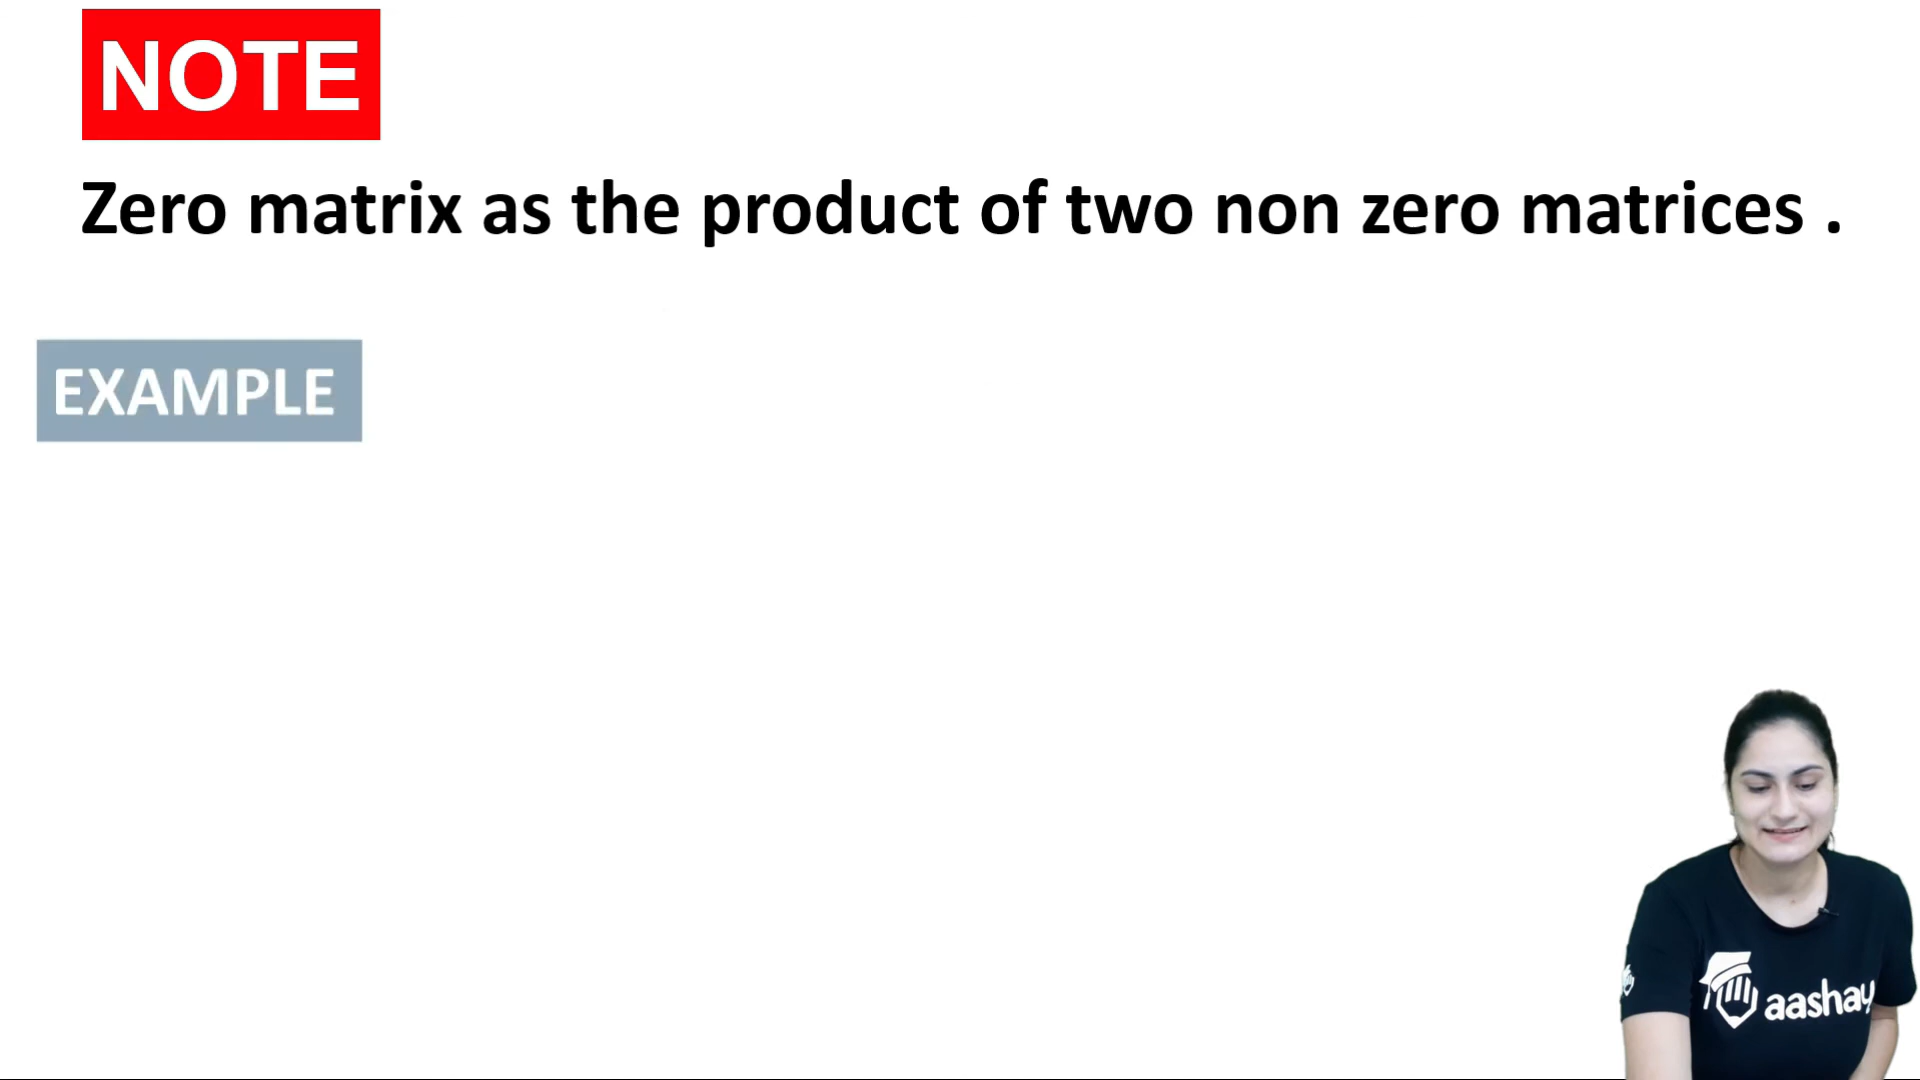 NOTE
Zero matrix as the product of two non zero matrices .
EXAMPLE
aashay